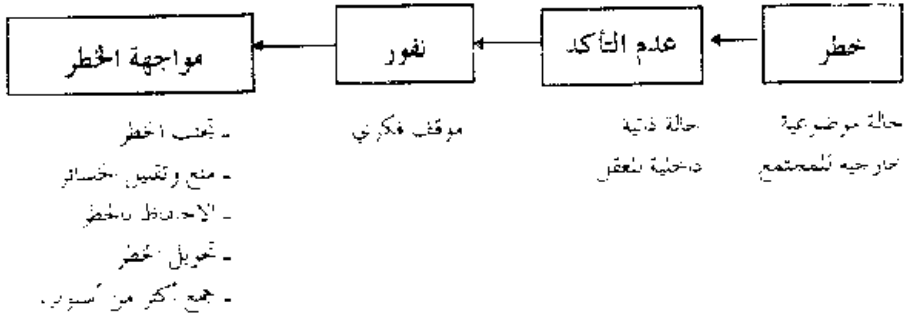 خطر
عدم التأكد
نفور
مواجهة الخطر
حالة موضوعية
خارجيه للمجتمع
حالة ذاتية
داخلية للعقل
موقف فكري
ـ تجنب الخطر
ـ منع وتقليل الخسائر
ـ الاحتفاظ بالخطر
ـ تحويل الخطر
ـ جمع أكثر من أسلوب